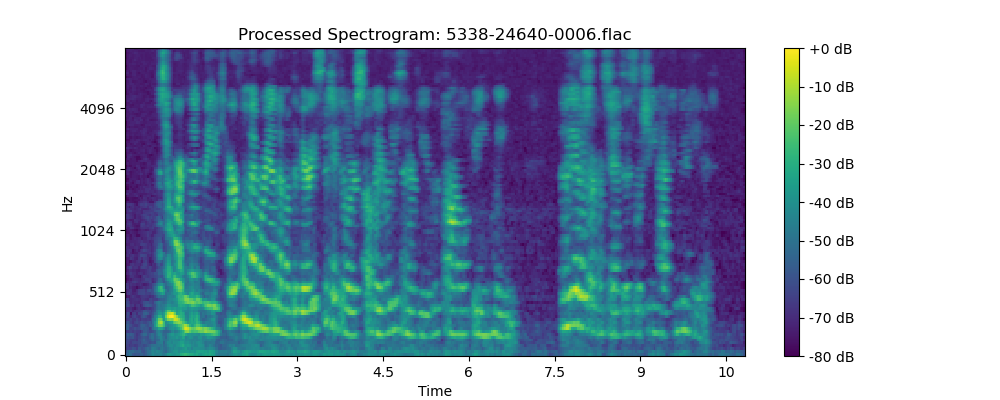 Processed Spectrogram: 5338-24640-0006.flac
+0 dB
4096
-10 dB
-20 dB
2048
-30 dB
Hz
1024
-40 dB
-50 dB
512
-60 dB
-70 dB
0
-80 dB
0 1.5 3 4.5 6 7.5 9 10
Time